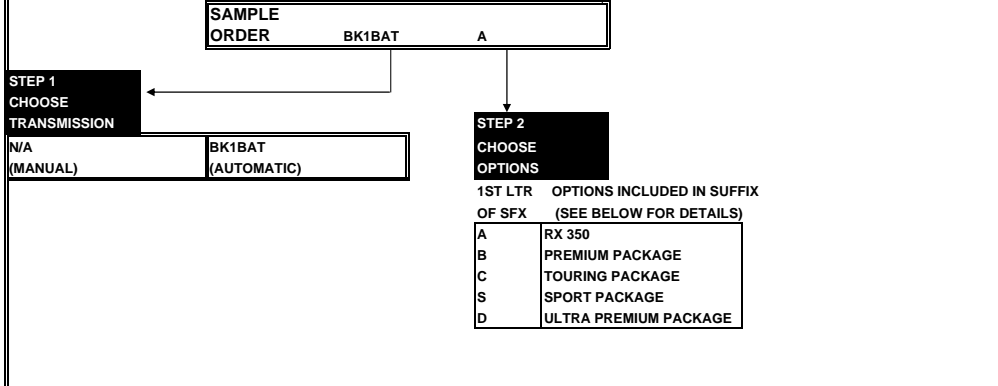 SAMPLE
ORDER BK1BAT A
STEP 1
CHOOSE
TRANSMISSION
N/A BK1BAT
(MANUAL) (AUTOMATIC)
STEP 2
CHOOSE
OPTIONS
1ST LTR OPTIONS INCLUDED IN SUFFIX
OF SFX (SEE BELOW FOR DETAILS)
A RX 350
B PREMIUM PACKAGE
C TOURING PACKAGE
S SPORT PACKAGE
D ULTRA PREMIUM PACKAGE